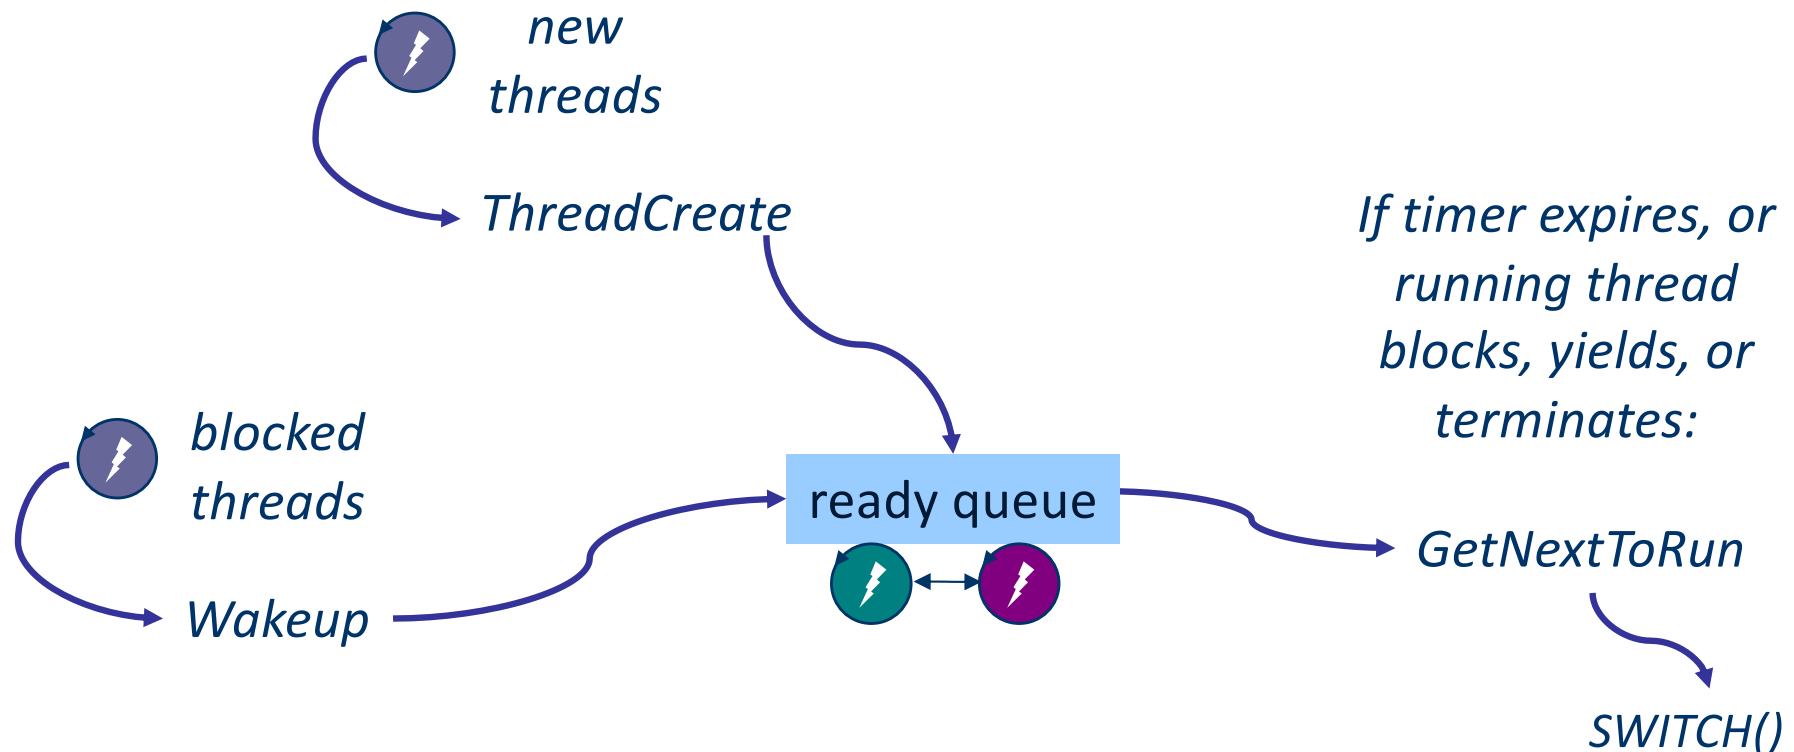 new
threads
ThreadCreate
If timer expires, or
running thread
blocks, yields, or
terminates:
blocked
threads
ready queue
GetNextToRun
Wakeup
SWITCH()